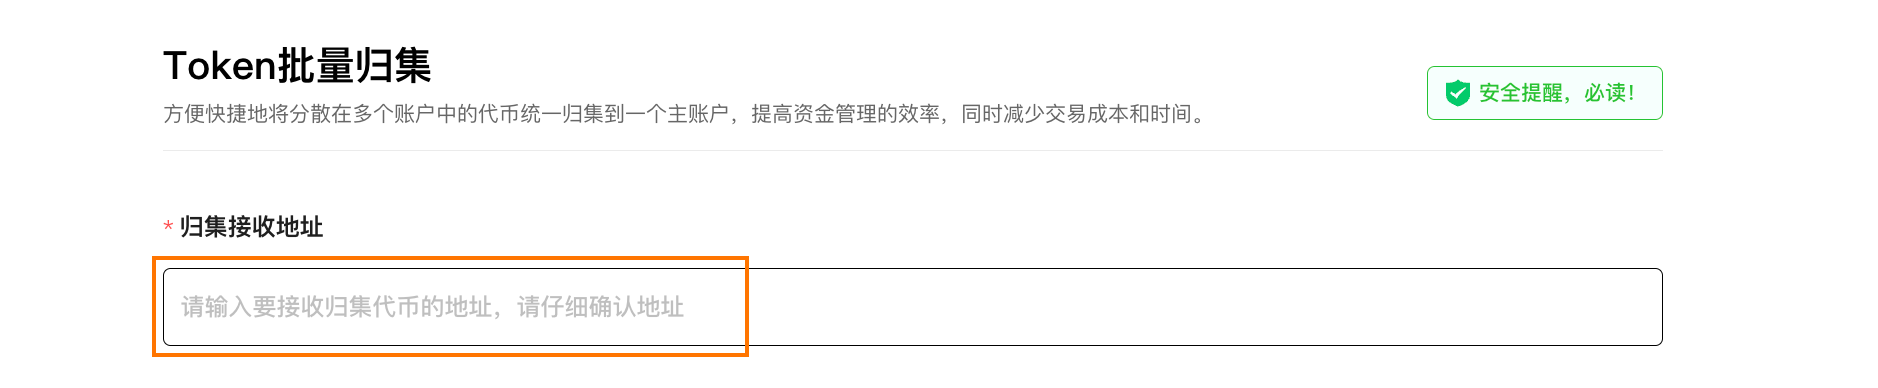 Token批量归集
方便快捷地将分散在多个账户中的代币统一归集到一个主账户，提高资金管理的效率，同时减少交易成本和时间。
安全提醒，必读！
* 归集接收地址
请输入要接收归集代币的地址，请仔细确认地址